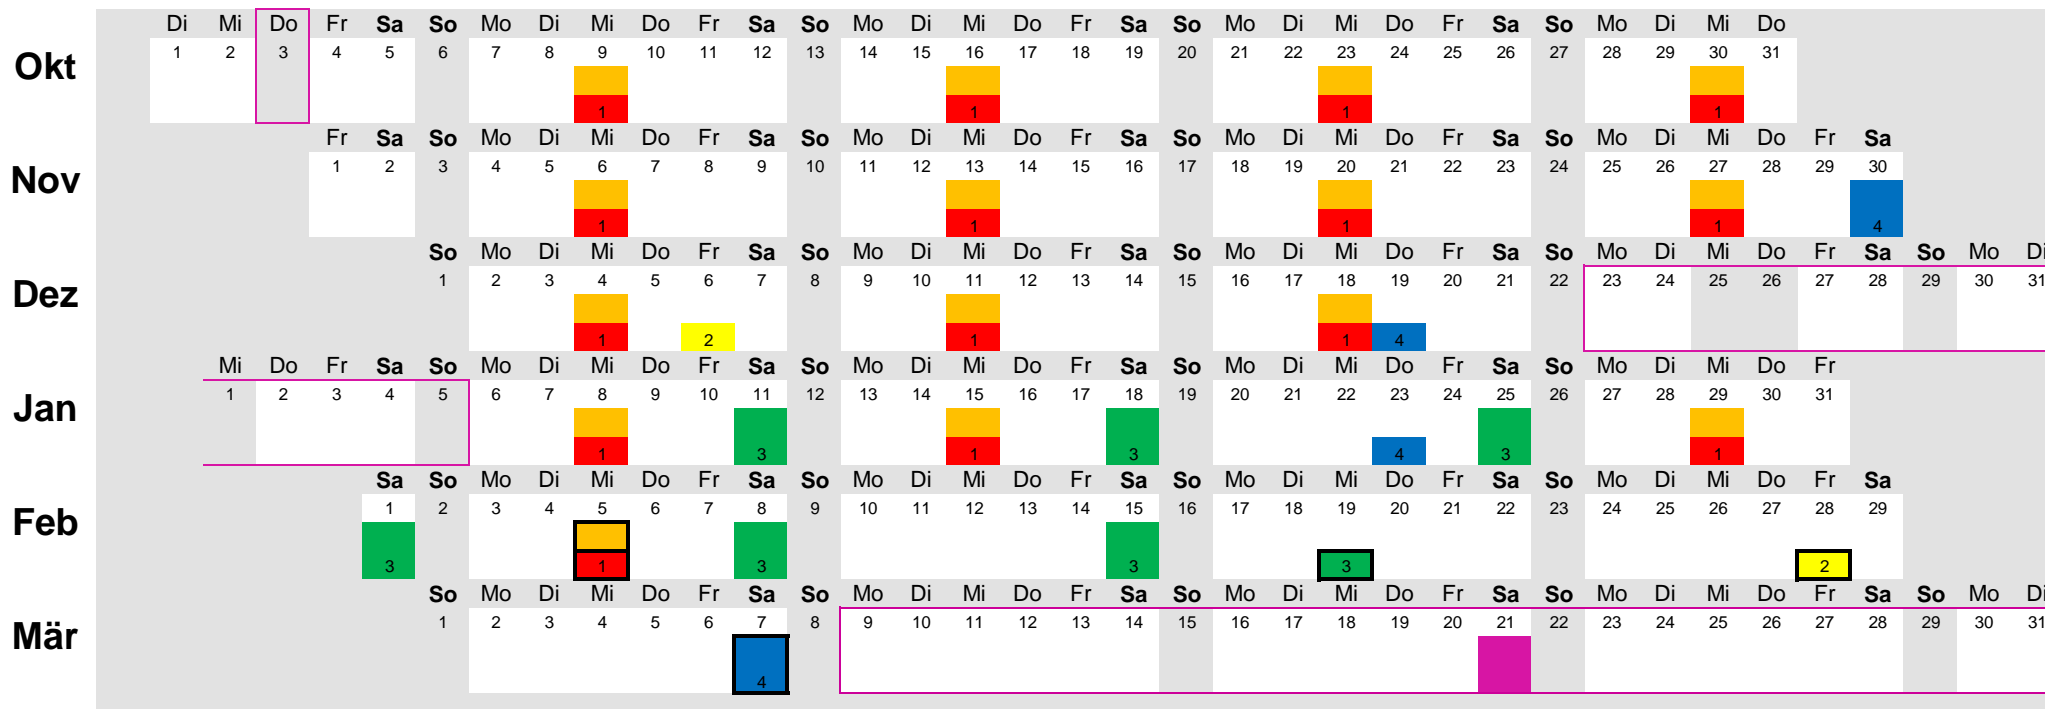 Di Mi Do Fr Sa So Mo Di Mi Do Fr Sa So Mo Di Mi Do Fr Sa So Mo Di Mi Do Fr Sa So Mo Di Mi Do
Okt 1 2 3 4 5 6 7 8 9 10 11 12 13 14 15 16 17 18 19 20 21 22 23 24 25 26 27 28 29 30 31
1 1 1 1
Fr Sa So Mo Di Mi Do Fr Sa So Mo Di Mi Do Fr Sa So Mo Di Mi Do Fr Sa So Mo Di Mi Do Fr Sa
Nov 1 2 3 4 5 6 7 8 9 10 11 12 13 14 15 16 17 18 19 20 21 22 23 24 25 26 27 28 29 30
1 1 1 1 4
So Mo Di Mi Do Fr Sa So Mo Di Mi Do Fr Sa So Mo Di Mi Do Fr Sa So Mo Di Mi Do Fr Sa So Mo Di
Dez 1 2 3 4 5 6 7 8 9 10 11 12 13 14 15 16 17 18 19 20 21 22 23 24 25 26 27 28 29 30 31
1 2 1 1 4
Mi Do Fr Sa So Mo Di Mi Do Fr Sa So Mo Di Mi Do Fr Sa So Mo Di Mi Do Fr Sa So Mo Di Mi Do Fr
Jan 1 2 3 4 5 6 7 8 9 10 11 12 13 14 15 16 17 18 19 20 21 22 23 24 25 26 27 28 29 30 31
1 3 1 3 4 3 1
Sa So Mo Di Mi Do Fr Sa So Mo Di Mi Do Fr Sa So Mo Di Mi Do Fr Sa So Mo Di Mi Do Fr Sa
Feb 1 2 3 4 5 6 7 8 9 10 11 12 13 14 15 16 17 18 19 20 21 22 23 24 25 26 27 28 29
3 1 3 3 3 2
So Mo Di Mi Do Fr Sa So Mo Di Mi Do Fr Sa So Mo Di Mi Do Fr Sa So Mo Di Mi Do Fr Sa So Mo Di
Mär 1 2 3 4 5 6 7 8 9 10 11 12 13 14 15 16 17 18 19 20 21 22 23 24 25 26 27 28 29 30 31
4